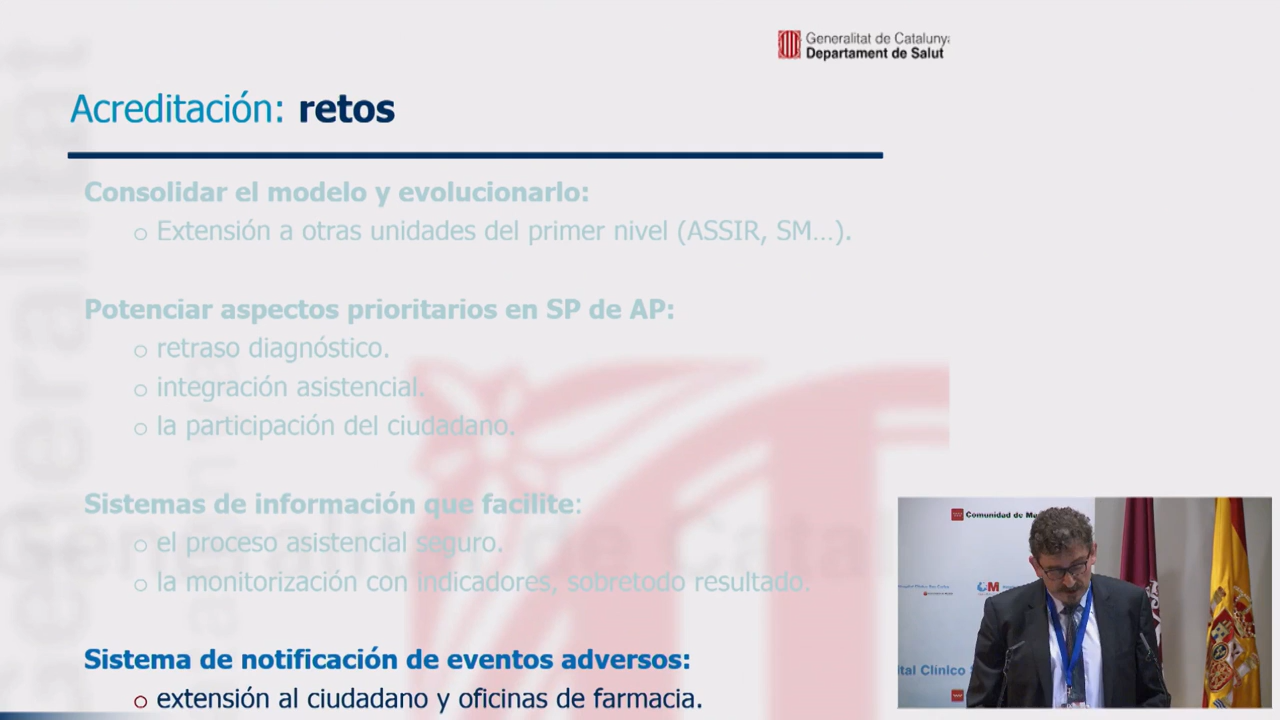 Generalitat de Catalunya
Departament de Salut
Acreditación: retos
Consolidar el modelo y evolucionarlo:
o Extensión a otras unidades del primer nivel (ASSIR, SM...).
Potenciar aspectos prioritarios en SP de AP:
o retraso diagnóstico.
o integración asistencial.
o la participación del ciudadano.
Sistemas de información que facilite:
o el proceso asistencial seguro.
o la monitorización con indicadores, sobretodo resultado.
Sistema de notificación de eventos adversos:
o extensión al ciudadano y oficinas de farmacia.
Comunidad de Ma
ital Clínico S